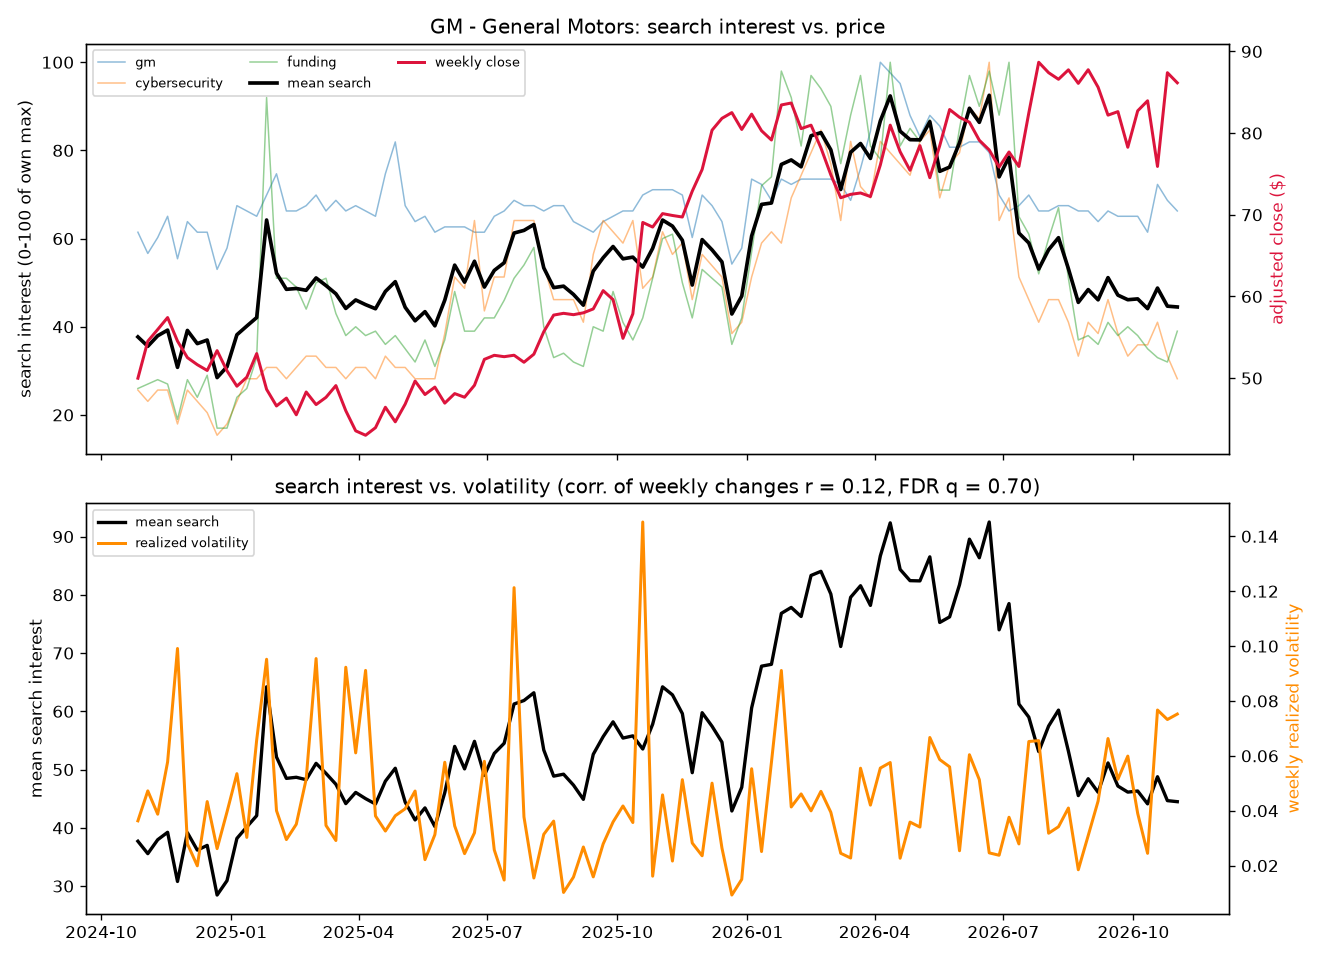 GM - General Motors: search interest vs. price
gm
cybersecurity
funding
mean search
weekly close
100
80
60
40
20
search interest (0-100 of own max)
90
80
70
60
50
adjusted close ($)
search interest vs. volatility (corr. of weekly changes r = 0.12, FDR q = 0.70)
mean search
realized volatility
90
80
70
60
50
40
30
mean search interest
0.14
0.12
0.10
0.08
0.06
0.04
0.02
weekly realized volatility
2024-10
2025-01
2025-04
2025-07
2025-10
2026-01
2026-04
2026-07
2026-10